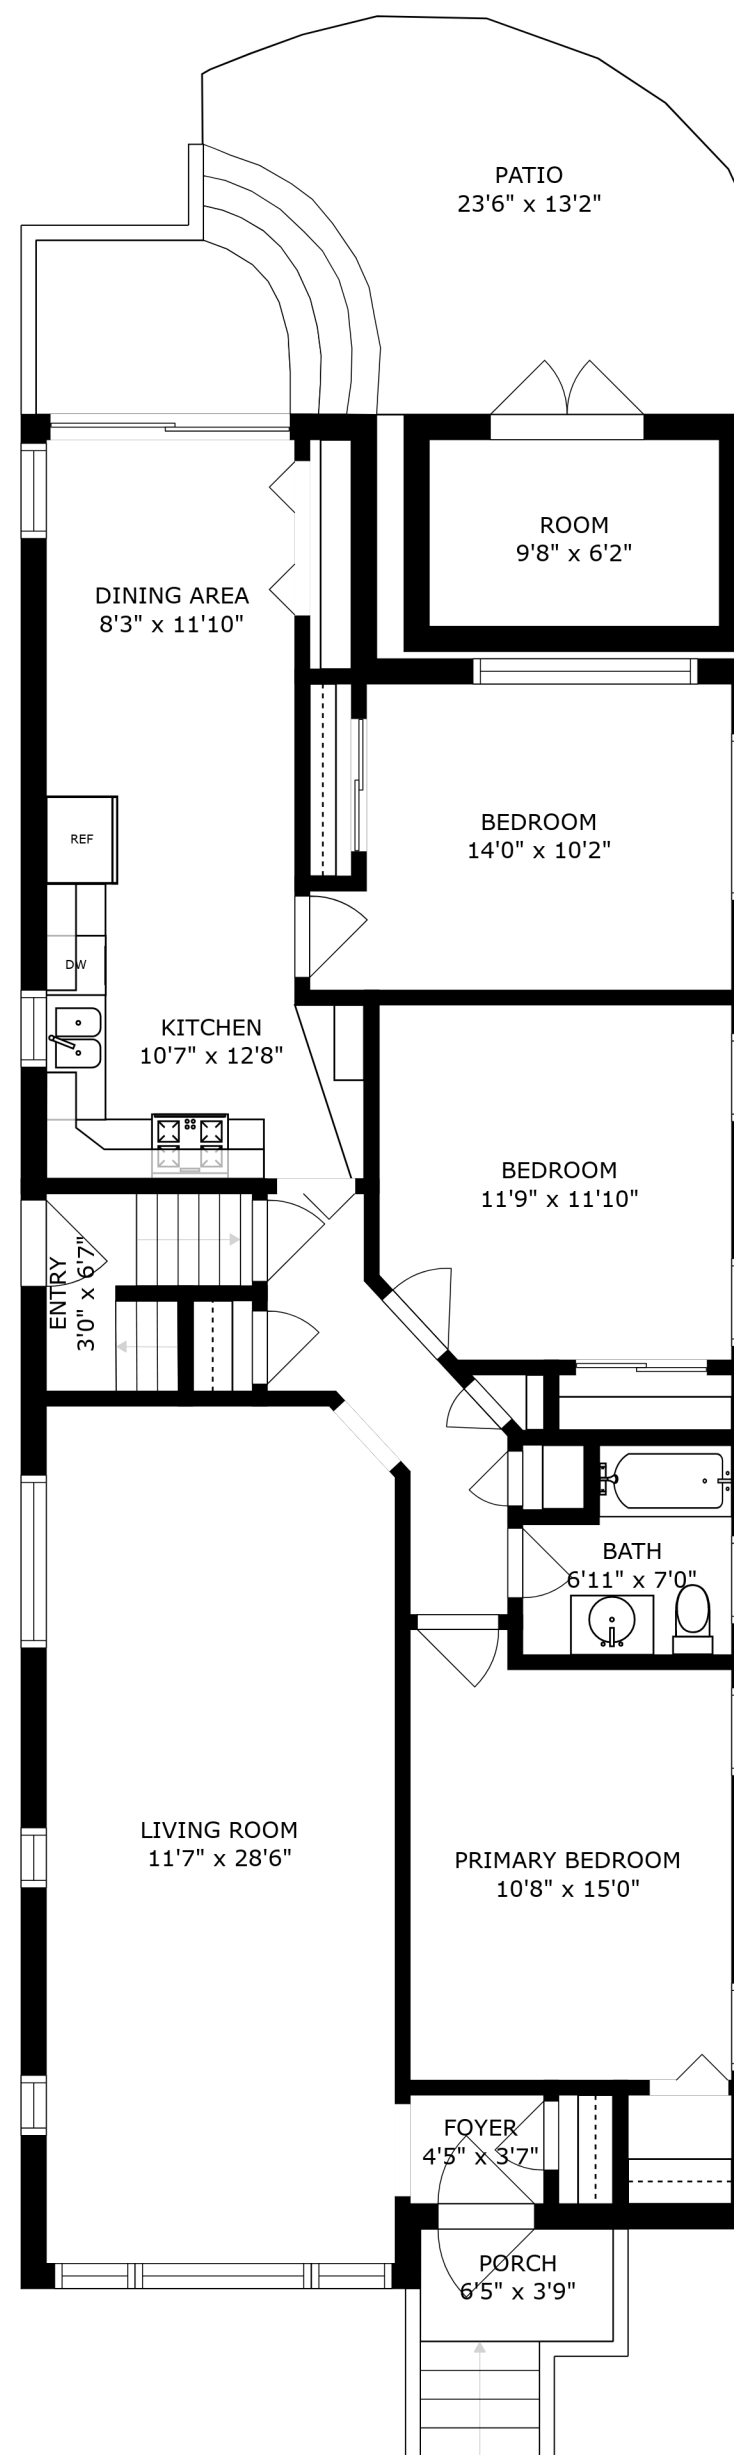 PATIO
23'6" x 13'2"
ROOM
9'8" x 6'2"
DINING AREA
8'3" x 11'10"
BEDROOM
14'0" x 10'2"
REF
DW
KITCHEN
10'7" x 12'8"
BEDROOM
11'9" x 11'10"
ENTRY
3'0" x 6'7"
BATH
6'11" x 7'0"
LIVING ROOM
11'7" x 28'6"
PRIMARY BEDROOM
10'8" x 15'0"
FOYER
4'5" x 3'7"
PORCH
6'5" x 3'9"